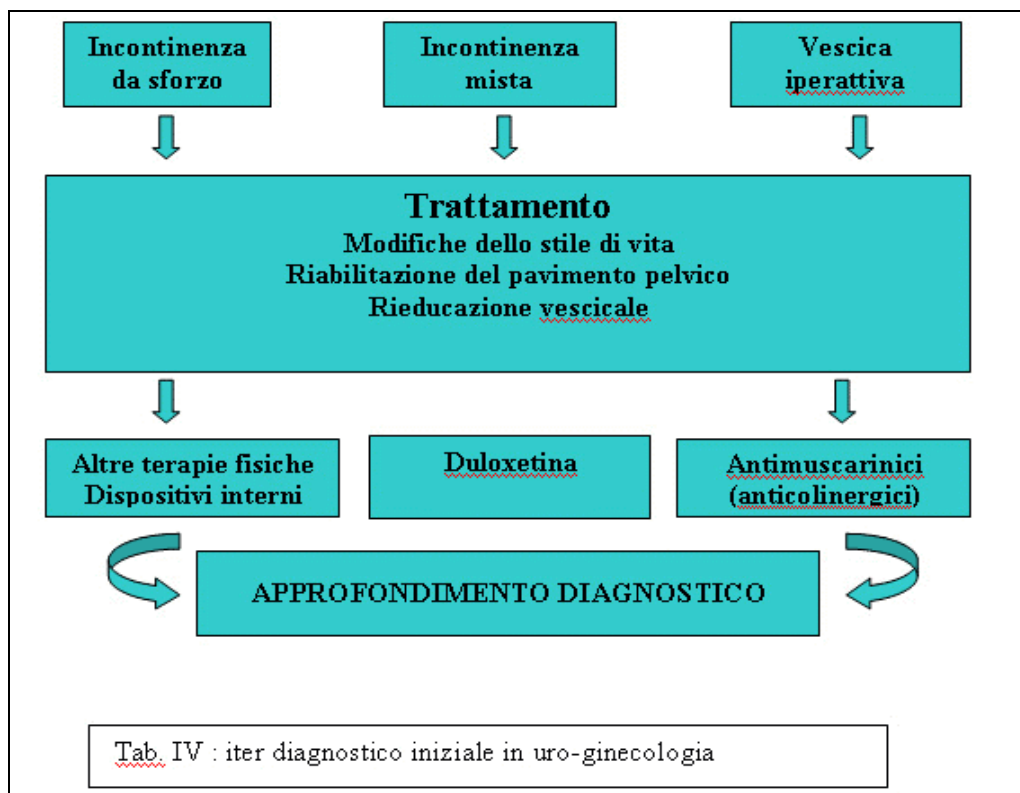 Incontinenza
da sforzo
Incontinenza
mista
Vescica
iperattiva
Trattamento
Modifiche dello stile di vita
Riabilitazione del pavimento pelvico
Rieducazione vescicale
Altre terapie fisiche
Dispositivi interni
Duloxetina
Antimuscarinici
(anticolinergici)
APPROFONDIMENTO DIAGNOSTICO
Tab. IV : iter diagnostico iniziale in uro-ginecologia